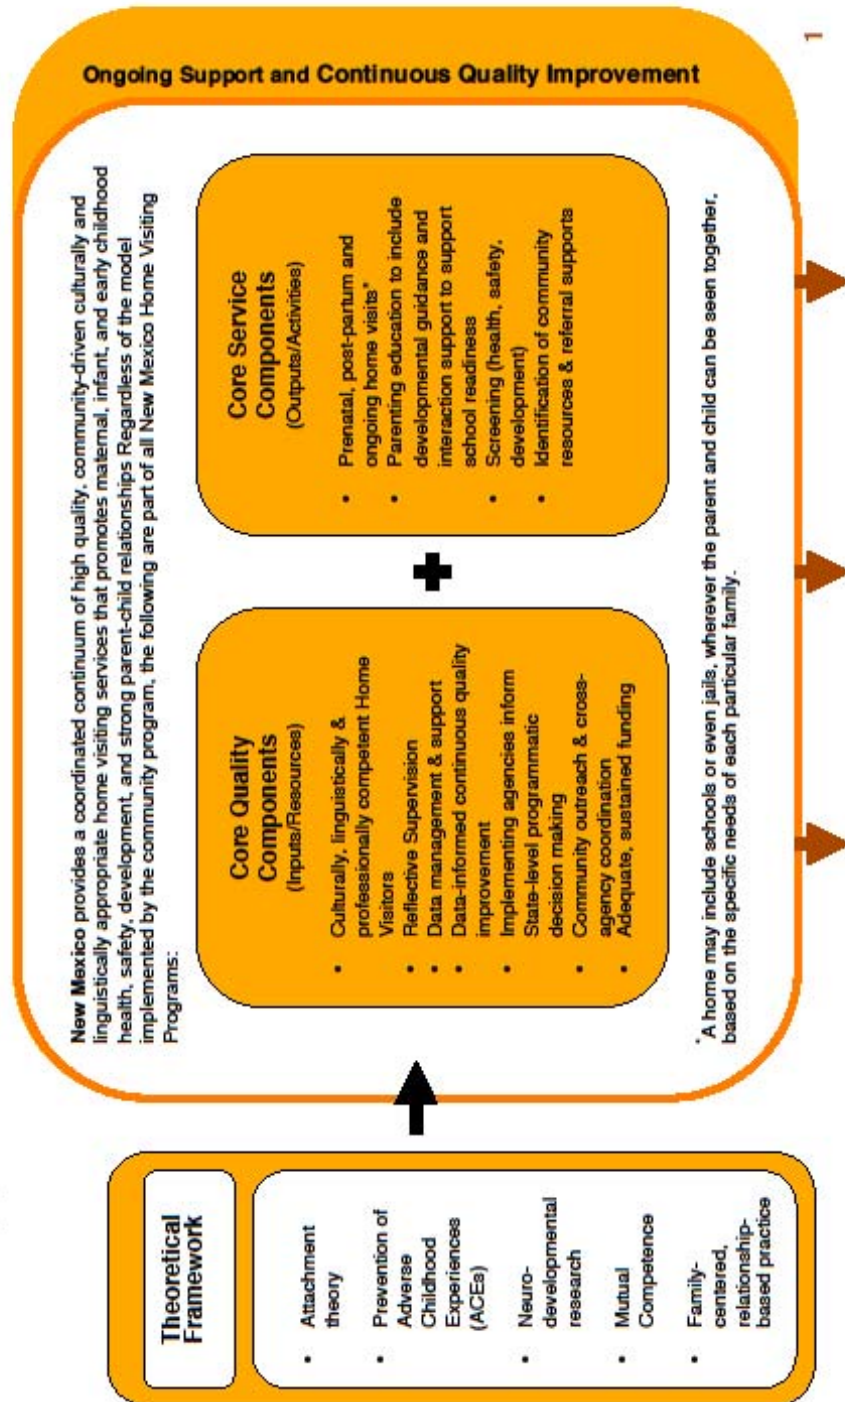 Theoretical
Framework
• Attachment
theory
• Prevention of
Adverse
Childhood
Experiences
(ACEs)
• Neuro-
developmental
research
• Mutual
Competence
• Family-
centered,
relationship-
based practice
Ongoing Support and Continuous Quality Improvement
New Mexico provides a coordinated continuum of high quality, community-driven culturally and
linguistically appropriate home visiting services that promotes maternal, infant, and early childhood
health, safety, development, and strong parent-child relationships Regardless of the model
implemented by the community program, the following are part of all New Mexico Home Visiting
Programs:
Core Quality
Components
(Inputs/Resources)
• Culturally, linguistically &
professionally competent Home
Visitors
• Reflective Supervision
• Data management & support
• Data-informed continuous quality
improvement
• Implementing agencies inform
State-level programmatic
decision making
• Community outreach & cross-
agency coordination
• Adequate, sustained funding
+
Core Service
Components
(Outputs/Activities)
• Prenatal, post-partum and
ongoing home visits*
• Parenting education to include
developmental guidance and
interaction support to support
school readiness
• Screening (health, safety,
development)
• Identification of community
resources & referral supports
*A home may include schools or even jails, wherever the parent and child can be seen together,
based on the specific needs of each particular family.
1